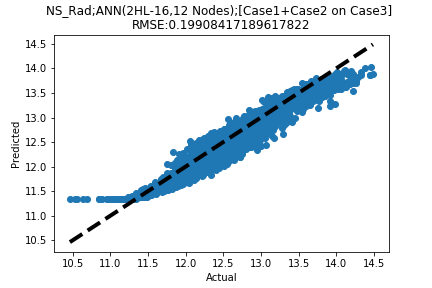 NS_Rad;ANN(2HL-16,12 Nodes);[Case1+Case2 on Case3]
RMSE:0.19908417189617822
14.5
14.0
13.5
13.0
12.5
12.0
11.5
11.0
10.5
Predicted
10.5 11.0 11.5 12.0 12.5 13.0 13.5 14.0 14.5
Actual